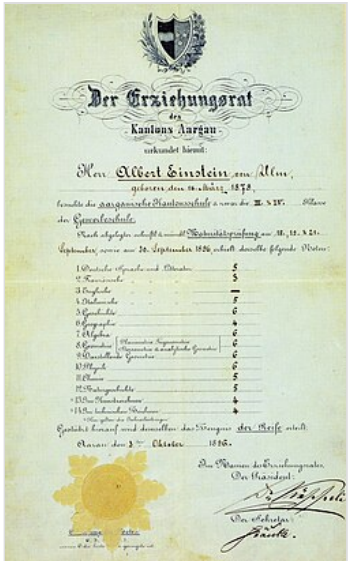 Der Erziehungsrat
des
Kantons Aargau
urkundet hiermit:
Herr Albert Einstein von Ulm,
geboren den 14. März 1879,
besuchte die aargauische Kantonsschule u. zwar die III. & IV. Klasse
der Gewerbeschule.
Nach abgelegter schriftl. & mündl. Maturitätsprüfung am 18., 19. & 21.
September, sowie am 30. September 1896, erhielt derselbe folgende Noten:
1. Deutsche Sprache und Litteratur 5
2. Französische 3
3. Englische —
4. Italienische 5
5. Geschichte 6
6. Geographie 4
7. Algebra 6
8. Geometrie 6
9. Darstellende Geometrie 6
10. Physik 6
11. Chemie 5
12. Naturgeschichte 5
13. Im Kunstzeichnen 4
14. Im technischen Zeichnen 4
Gestützt hierauf wird demselben das Zeugnis der Reife erteilt.
Aarau den 3ten Oktober 1896.
Im Namen des Erziehungsrates,
Der Präsident:
Der Sekretär: